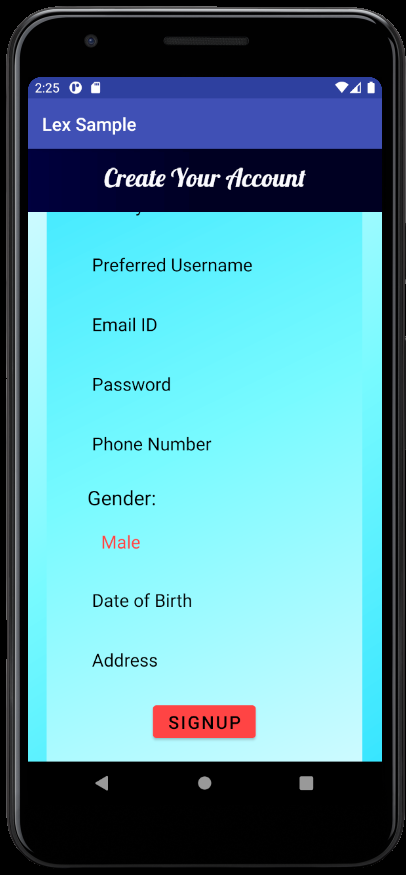 2:25
Lex Sample
Create Your Account
Preferred Username
Email ID
Password
Phone Number
Gender:
Male
Date of Birth
Address
SIGNUP